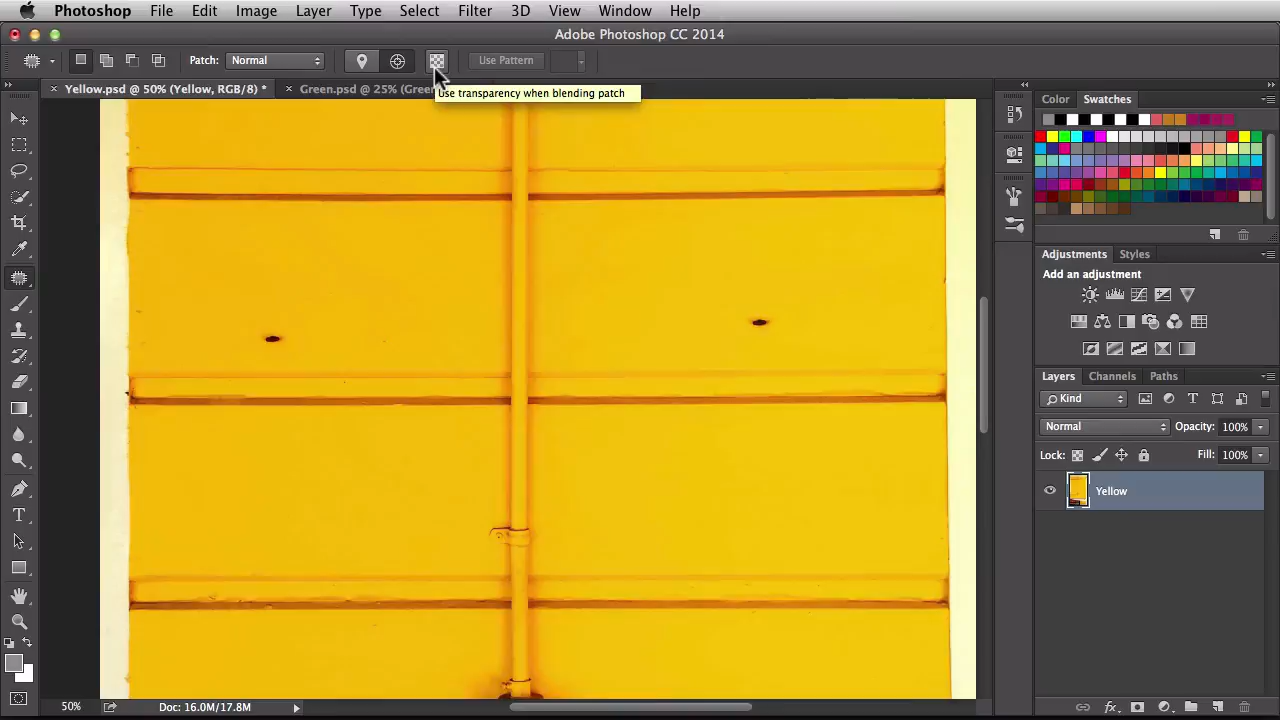 Photoshop File Edit Image Layer Type Select Filter 3D View Window Help
Adobe Photoshop CC 2014
Patch: Normal Use Pattern
Yellow.psd @ 50% (Yellow, RGB/8) * Green.psd @ 25% (Green
Use transparency when blending patch
Color Swatches
Adjustments Styles
Add an adjustment
Layers Channels Paths
Kind
Normal Opacity: 100%
Lock: Fill: 100%
Yellow
50% Doc: 16.0M/17.8M